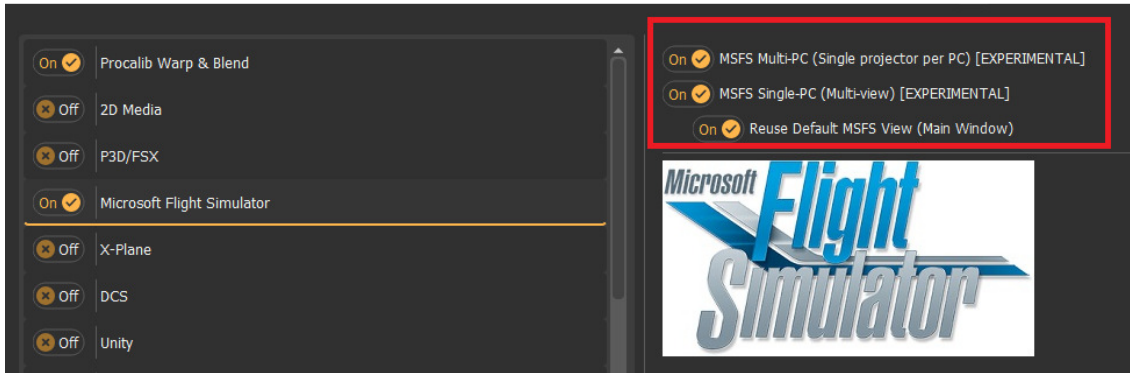 On Procalib Warp & Blend
Off 2D Media
Off P3D/FSX
On Microsoft Flight Simulator
Off X-Plane
Off DCS
Off Unity
On MSFS Multi-PC (Single projector per PC) [EXPERIMENTAL]
On MSFS Single-PC (Multi-view) [EXPERIMENTAL]
On Reuse Default MSFS View (Main Window)
Microsoft Flight
Simulator